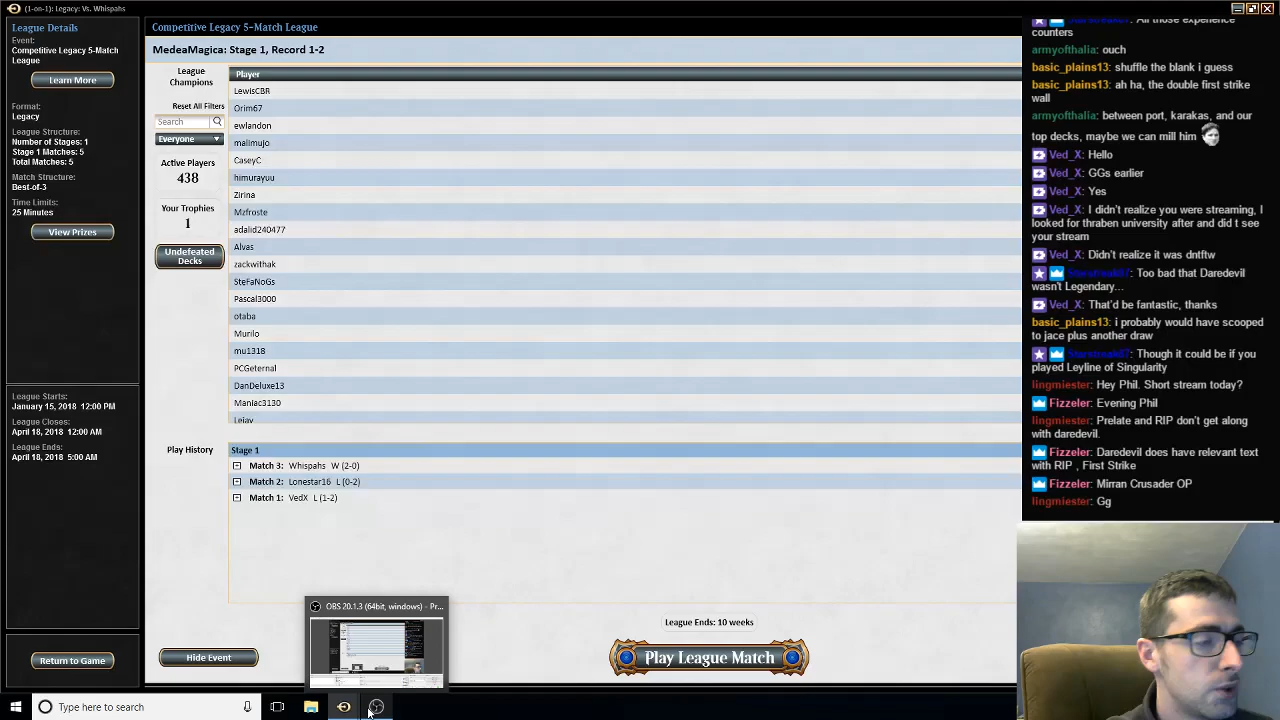 (1-on-1): Legacy: Vs. Whispahs
League Details
Event:
Competitive Legacy 5-Match
League
Learn More
Format:
Legacy
League Structure:
Number of Stages: 1
Stage 1 Matches: 5
Total Matches: 5
Match Structure:
Best-of-3
Time Limits:
25 Minutes
View Prizes
League Starts:
January 15, 2018 12:00 PM
League Closes:
April 18, 2018 12:00 AM
League Ends:
April 18, 2018 5:00 AM
Return to Game
Competitive Legacy 5-Match League
MedeaMagica: Stage 1, Record 1-2
League
Champions
Reset All Filters
Search
Everyone
Active Players
438
Your Trophies
1
Undefeated
Decks
Player
LewisCBR
Orim67
ewlandon
malimujo
CaseyC
himurayuu
Zirina
Mzfroste
adalid240477
Alvas
zackwithak
SteFaNoGs
Pascal3000
otaba
Murilo
mu1318
PCGeternal
DanDeluxe13
Maniac3130
Lejay
Play History
Stage 1
Match 3: Whispahs W (2-0)
Match 2: Lonestar16 L (0-2)
Match 1: VedX L (1-2)
OBS 20.1.3 (64bit, windows) - Pr...
League Ends: 10 weeks
Hide Event
Play League Match
Type here to search
All those experience
counters
armyofthalia: ouch
basic_plains13: shuffle the blank i guess
basic_plains13: ah ha, the double first strike
wall
armyofthalia: between port, karakas, and our
top decks, maybe we can mill him
Ved_X: Hello
Ved_X: GGs earlier
Ved_X: Yes
Ved_X: I didn't realize you were streaming, I
looked for thraben university after and did t see
your stream
Ved_X: Didn't realize it was dntftw
Too bad that Daredevil
wasn't Legendary...
Ved_X: That'd be fantastic, thanks
basic_plains13: i probably would have scooped
to jace plus another draw
Though it could be if you
played Leyline of Singularity
lingmiester: Hey Phil. Short stream today?
Fizzeler: Evening Phil
lingmiester: Prelate and RIP don't get along
with daredevil.
Fizzeler: Daredevil does have relevant text
with RIP , First Strike
Fizzeler: Mirran Crusader OP
lingmiester: Gg